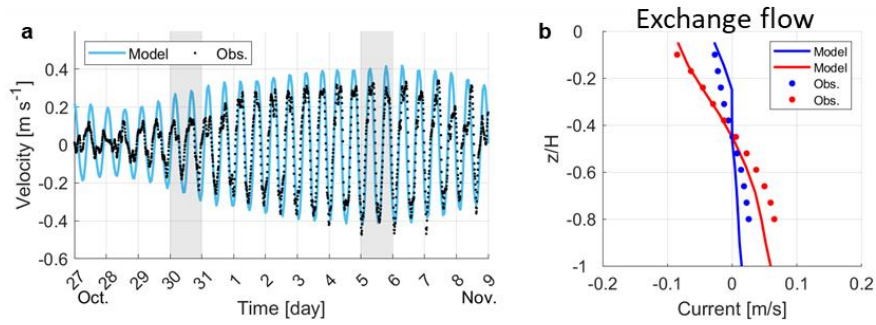 a
Model Obs.
Velocity [m s⁻¹]
0.4
0.2
0
-0.2
-0.4
-0.6
27 28 29 30 31 1 2 3 4 5 6 7 8 9
Oct. Nov.
Time [day]
b
Exchange flow
Model
Model
Obs.
Obs.
z/H
0
-0.2
-0.4
-0.6
-0.8
-1
-0.2 -0.1 0 0.1 0.2
Current [m/s]